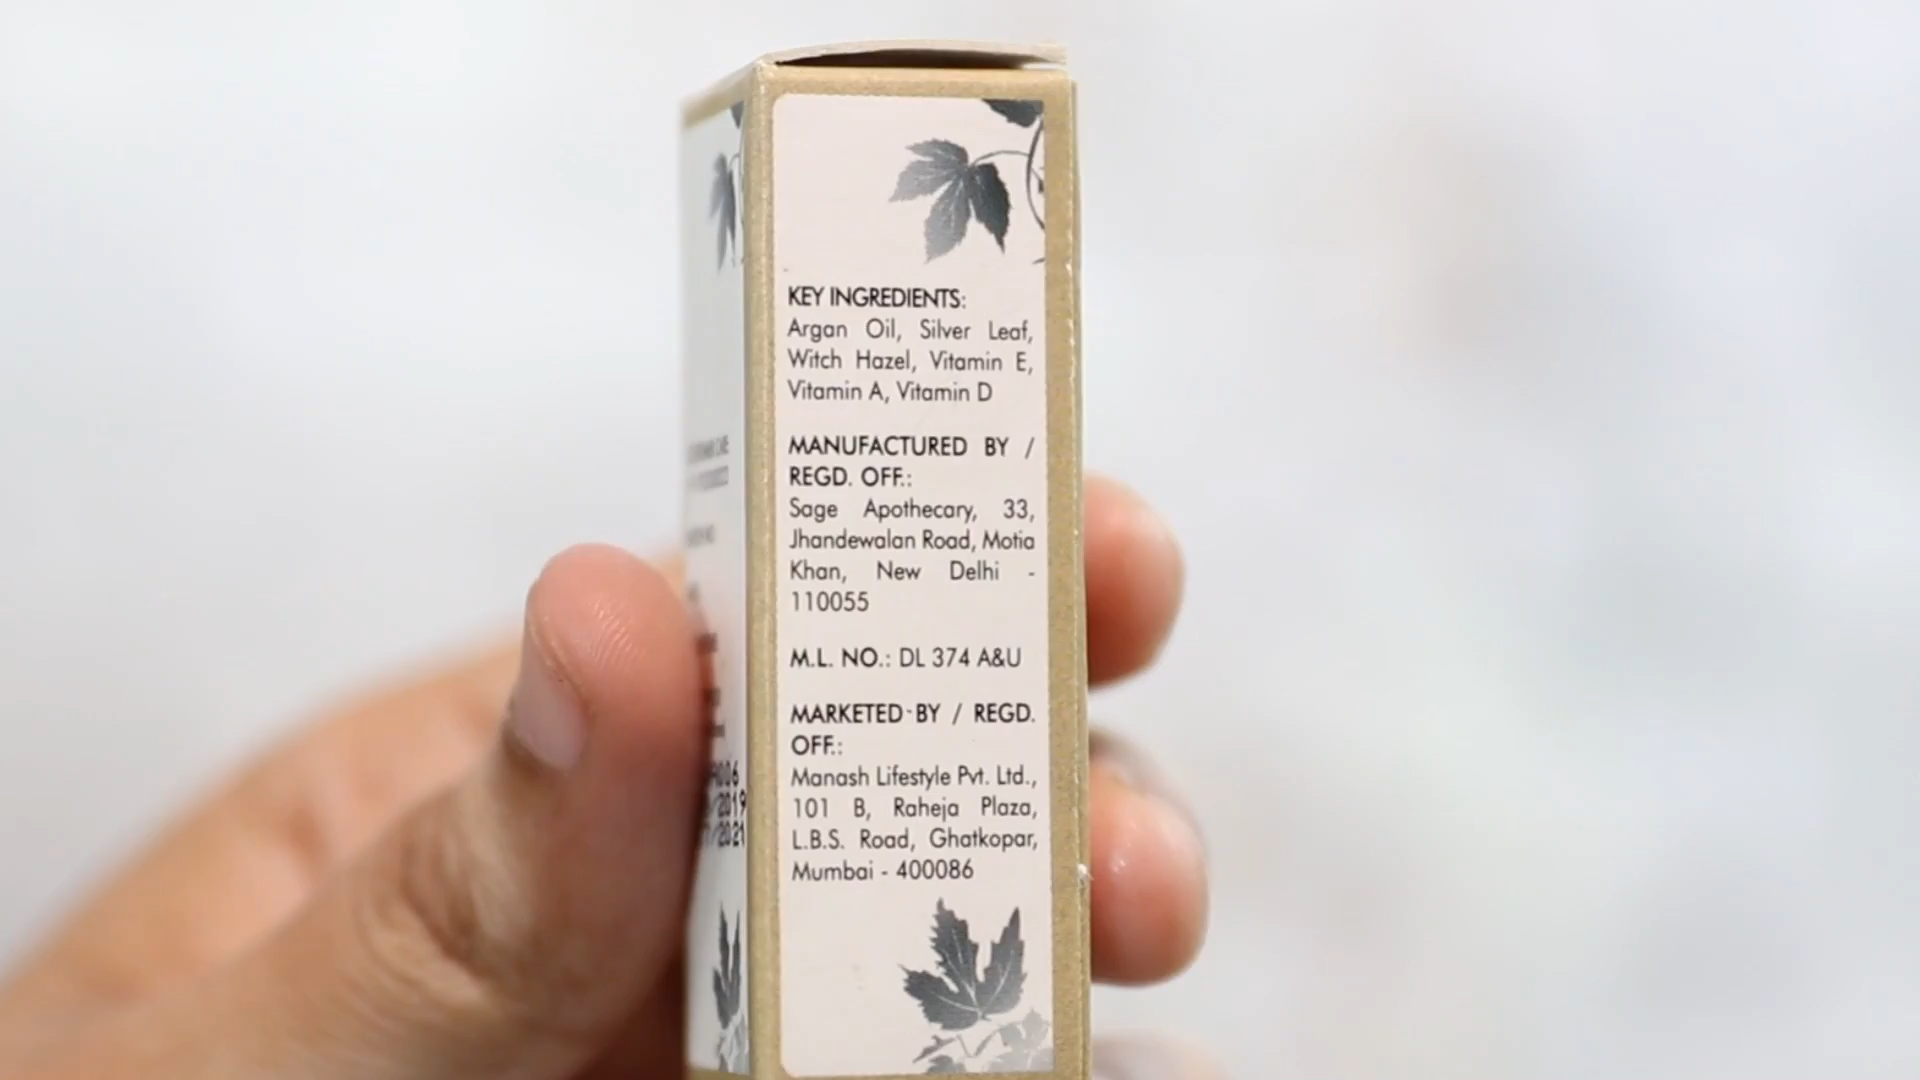 KEY INGREDIENTS:
Argan Oil, Silver Leaf,
Witch Hazel, Vitamin E,
Vitamin A, Vitamin D
MANUFACTURED BY /
REGD. OFF.:
Sage Apothecary, 33,
Jhandewalan Road, Motia
Khan, New Delhi -
110055
M.L. NO.: DL 374 A&U
MARKETED BY / REGD.
OFF.:
Manash Lifestyle Pvt. Ltd.,
101 B, Raheja Plaza,
L.B.S. Road, Ghatkopar,
Mumbai - 400086
/2019
/2021